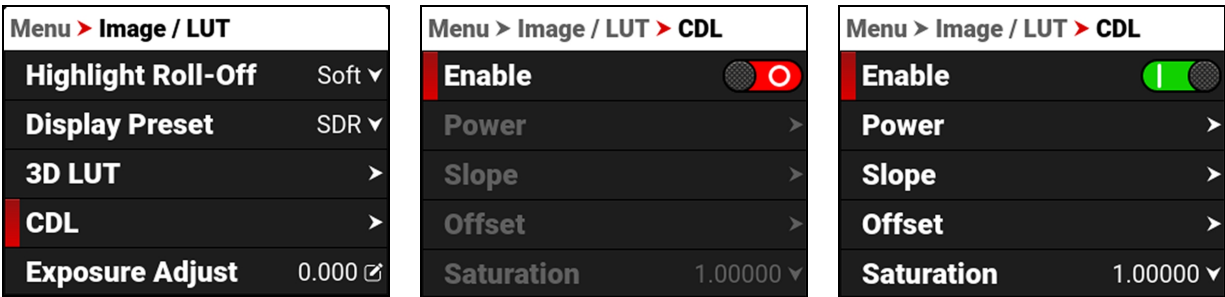 Menu ➤ Image / LUT
Highlight Roll-Off Soft
Display Preset SDR
3D LUT
CDL
Exposure Adjust 0.000
Menu ➤ Image / LUT ➤ CDL
Enable
Power
Slope
Offset
Saturation 1.00000
Menu ➤ Image / LUT ➤ CDL
Enable
Power
Slope
Offset
Saturation 1.00000